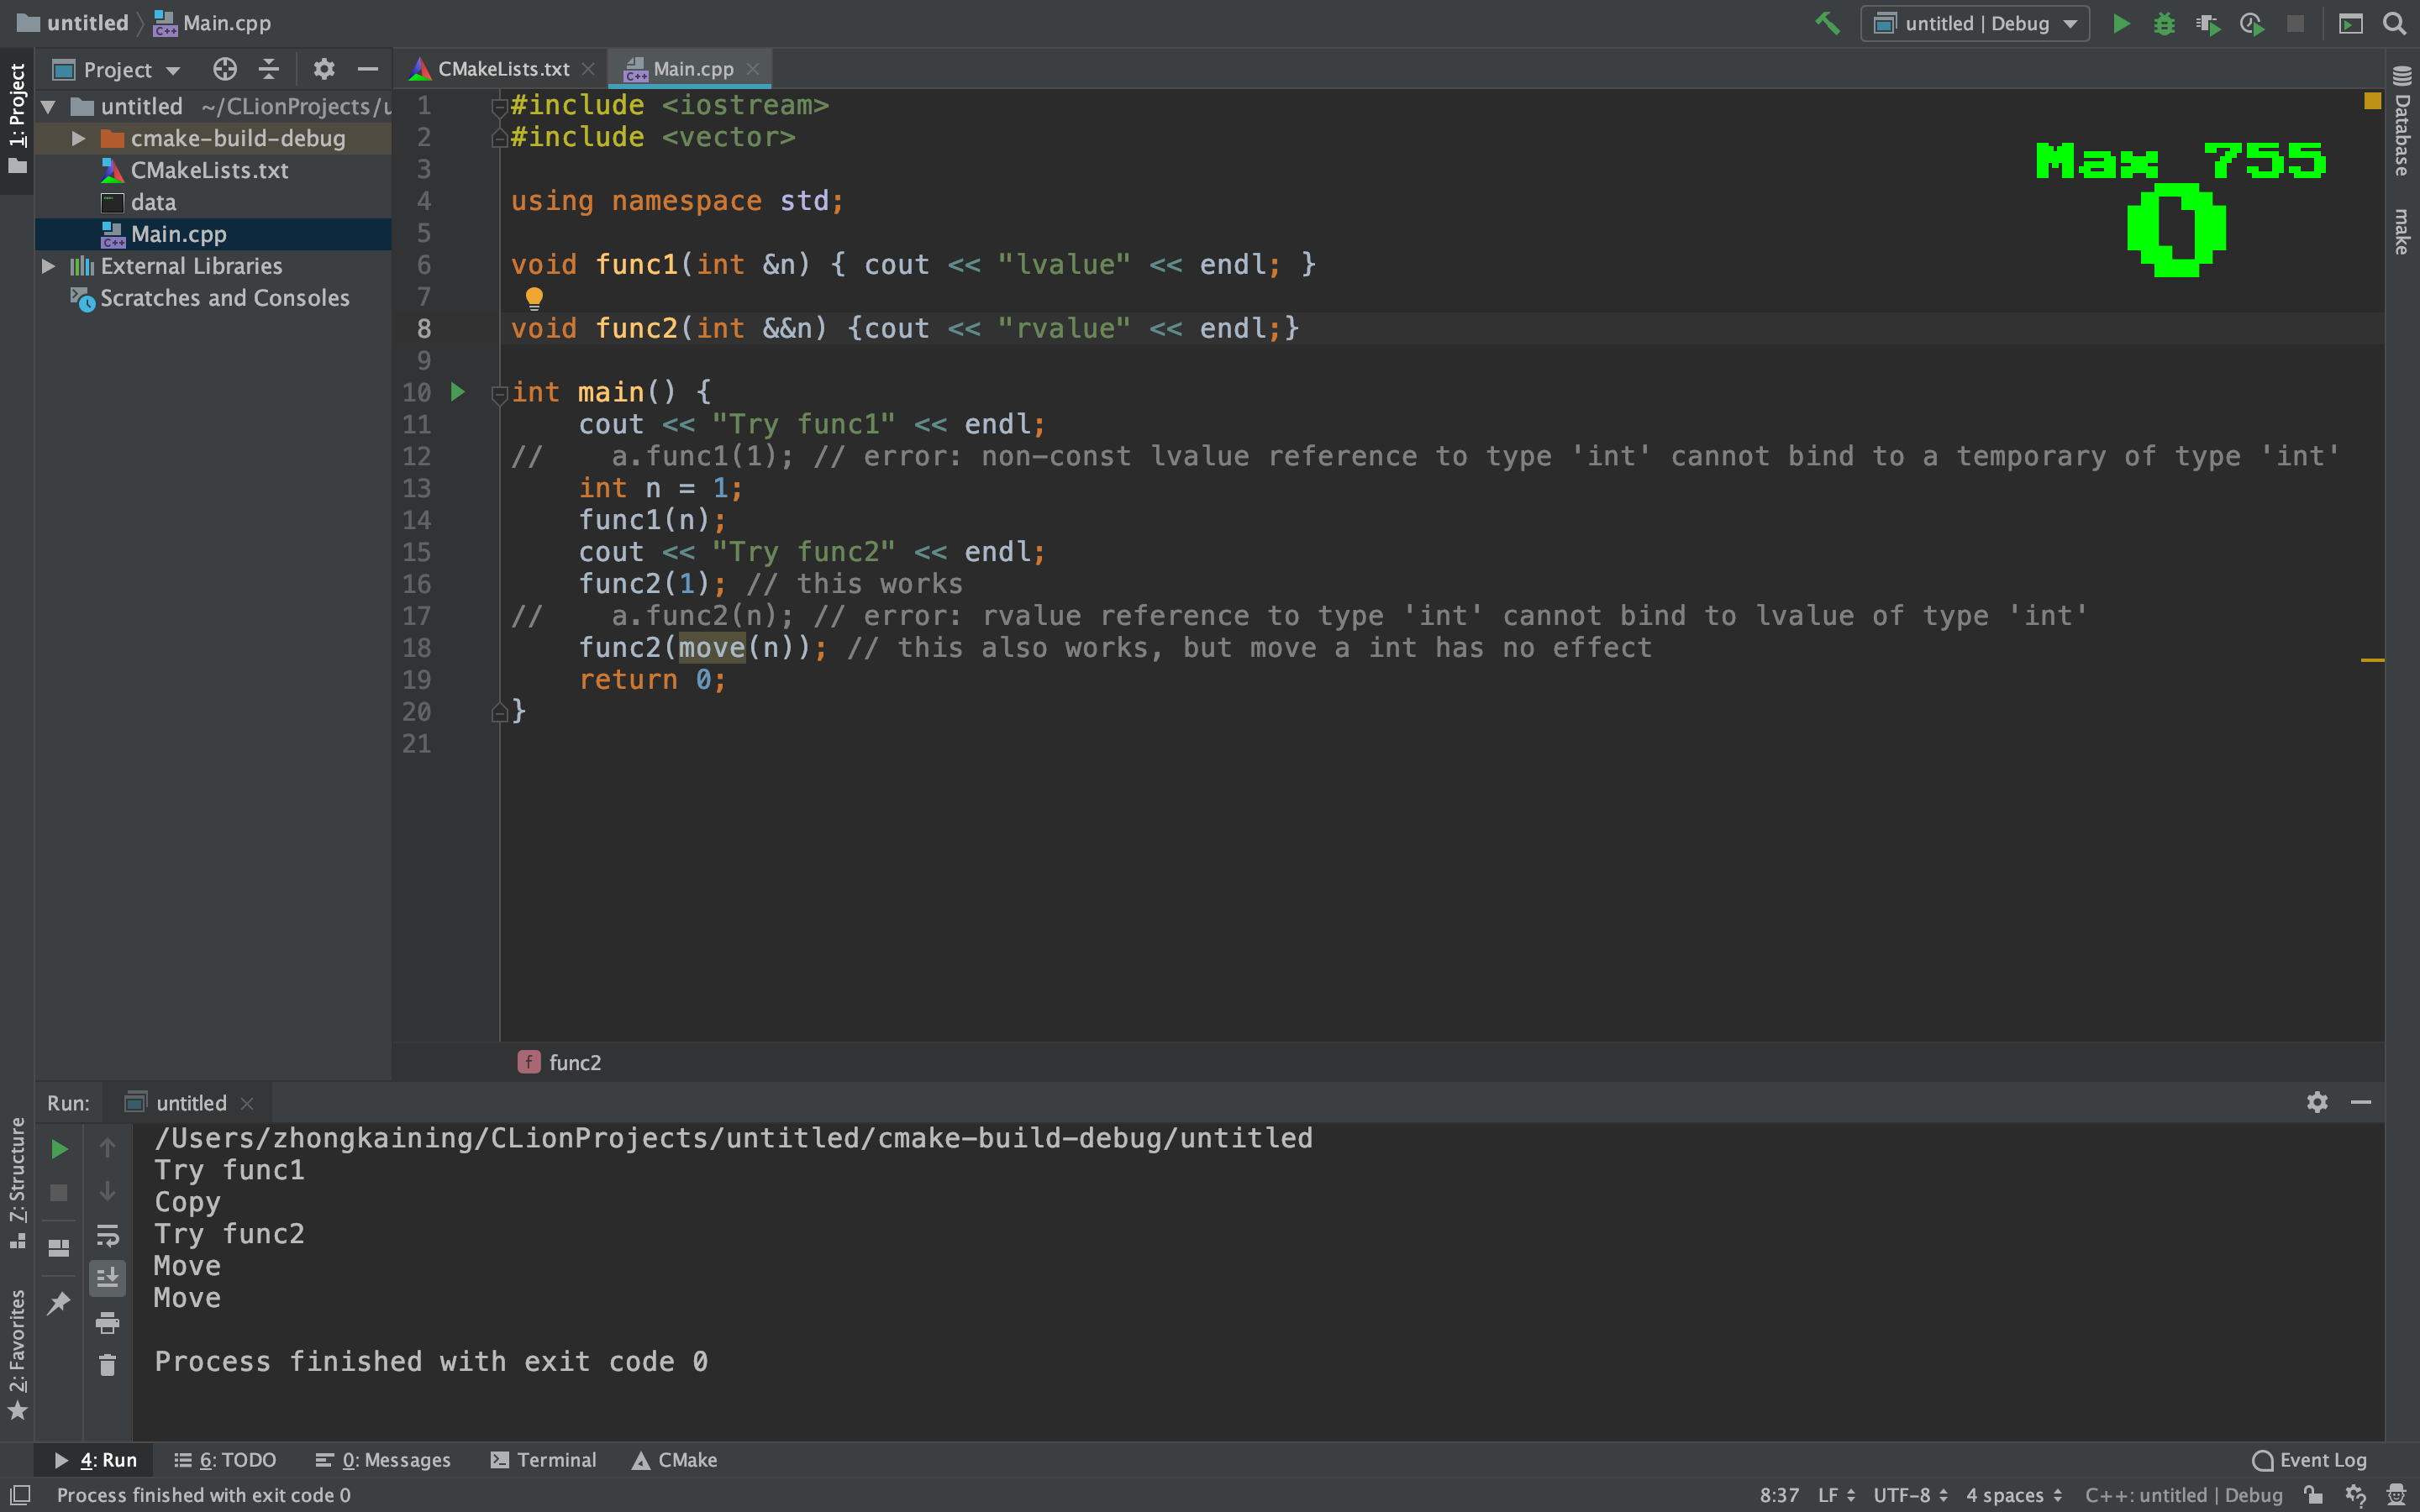 untitled Main.cpp
untitled | Debug
1: Project
Project
CMakeLists.txt Main.cpp
untitled ~/CLionProjects/u
cmake-build-debug
CMakeLists.txt
data
Main.cpp
External Libraries
Scratches and Consoles
1 #include <iostream>
2 #include <vector>
3
4 using namespace std;
5
6 void func1(int &n) { cout << "lvalue" << endl; }
7
8 void func2(int &&n) {cout << "rvalue" << endl;}
9
10 int main() {
11 cout << "Try func1" << endl;
12 // a.func1(1); // error: non-const lvalue reference to type 'int' cannot bind to a temporary of type 'int'
13 int n = 1;
14 func1(n);
15 cout << "Try func2" << endl;
16 func2(1); // this works
17 // a.func2(n); // error: rvalue reference to type 'int' cannot bind to lvalue of type 'int'
18 func2(move(n)); // this also works, but move a int has no effect
19 return 0;
20 }
21
Max 755
0
Database
make
f func2
Run: untitled
/Users/zhongkaining/CLionProjects/untitled/cmake-build-debug/untitled
Try func1
Copy
Try func2
Move
Move
Process finished with exit code 0
Z: Structure
2: Favorites
4: Run 6: TODO 0: Messages Terminal CMake Event Log
Process finished with exit code 0 8:37 LF UTF-8 4 spaces C++: untitled | Debug